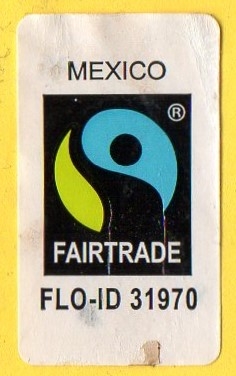 MEXICO
®
FAIRTRADE
FLO-ID 31970